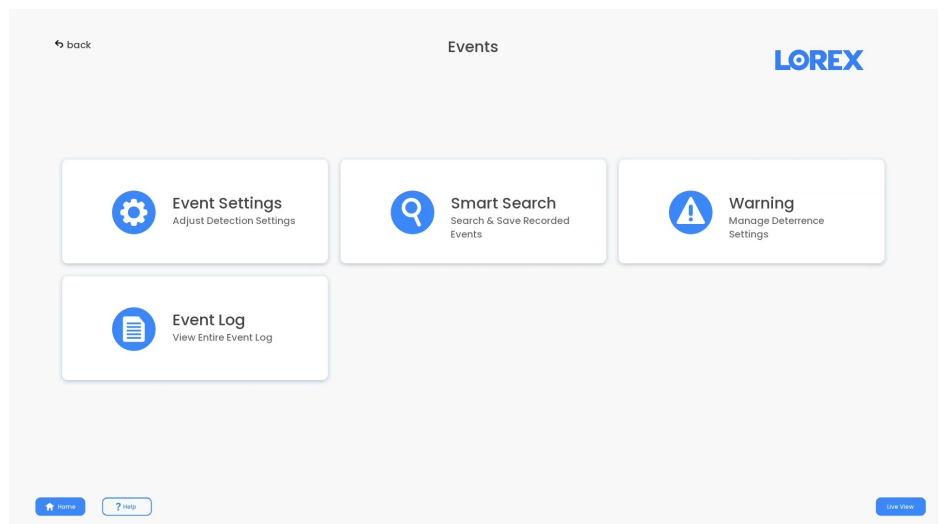 back
Events
LOREX
Event Settings
Adjust Detection Settings
Smart Search
Search & Save Recorded
Events
Warning
Manage Deterrence
Settings
Event Log
View Entire Event Log
Home
? Help
Live View